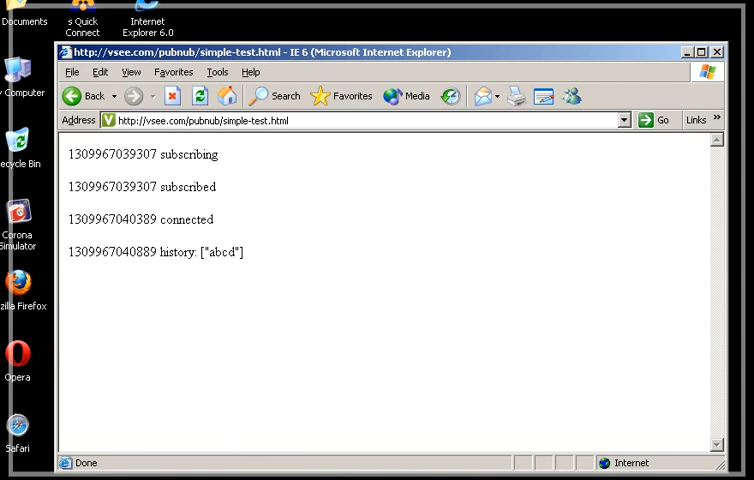 Documents
s Quick
Connect
Internet
Explorer 6.0
http://vsee.com/pubnub/simple-test.html - IE 6 (Microsoft Internet Explorer)
File Edit View Favorites Tools Help
Back Search Favorites Media
Address http://vsee.com/pubnub/simple-test.html Go Links »
1309967039307 subscribing
1309967039307 subscribed
1309967040389 connected
1309967040889 history: ["abcd"]
y Computer
ecycle Bin
Corona
Simulator
zilla Firefox
Opera
Safari
Done Internet